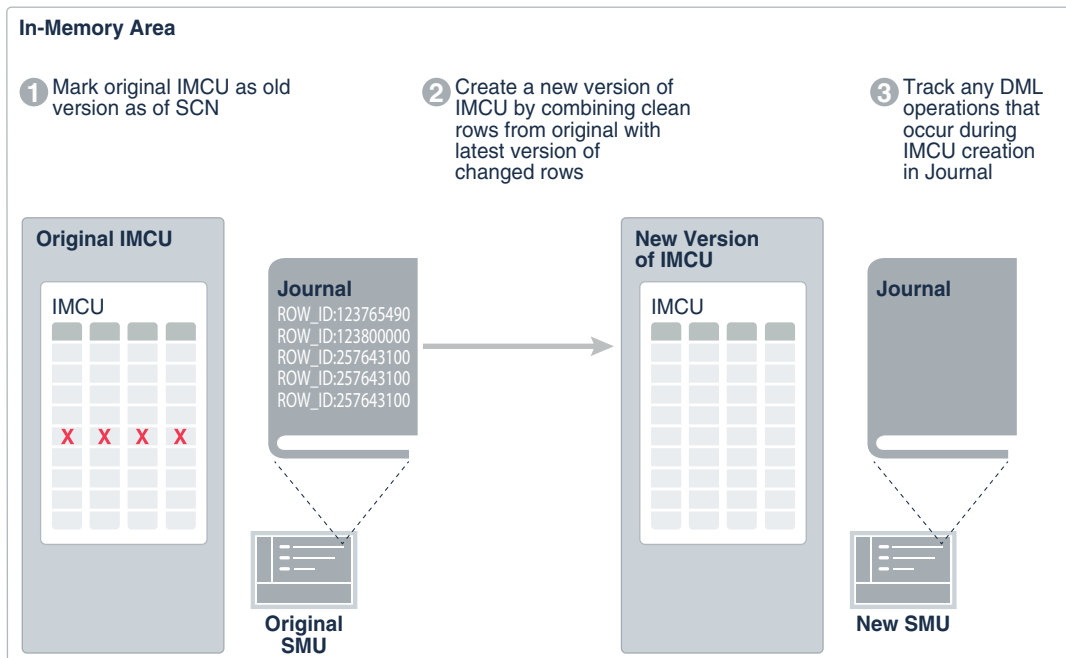 In-Memory Area
1
Mark original IMCU as old
version as of SCN
2
Create a new version of
IMCU by combining clean
rows from original with
latest version of
changed rows
3
Track any DML
operations that
occur during
IMCU creation
in Journal
Original IMCU
IMCU
X X X X
Journal
ROW_ID:123765490
ROW_ID:123800000
ROW_ID:257643100
ROW_ID:257643100
ROW_ID:257643100
Original
SMU
New Version
of IMCU
IMCU
Journal
New SMU